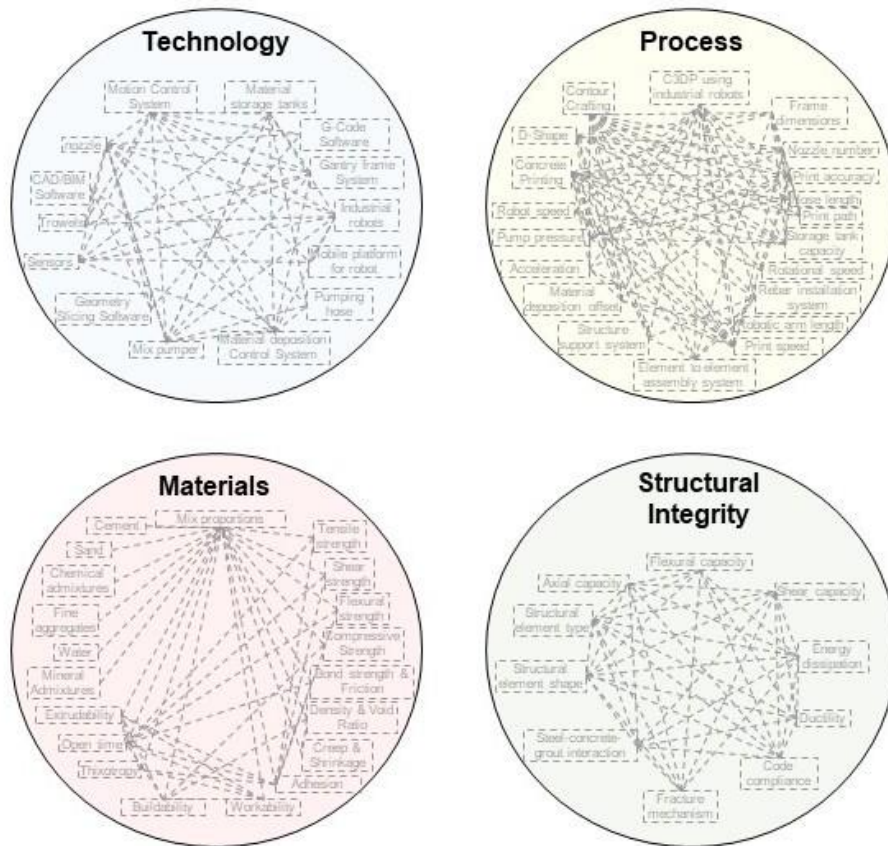 Technology
Motion Control
System
Material
storage tanks
nozzle
G-Code
Software
CAD/BIM
Software
Gantry frame
System
Trowels
Industrial
robots
Sensors
Mobile platform
for robot
Geometry
Slicing Software
Pumping
hose
Mix pumper
Material deposition
Control System
Process
Contour
Crafting
C3DP using
industrial robots
Frame
dimensions
D-Shape
Nozzle number
Concrete
Printing
Print accuracy
Hose length
Robot speed
Print path
Pump pressure
Storage tank
capacity
Acceleration
Rotational speed
Material
deposition offset
Rebar installation
system
Structure
support system
Robotic arm length
Print speed
Element to element
assembly system
Materials
Cement
Mix proportions
Tensile
strength
Sand
Chemical
admixtures
Shear
strength
Fine
aggregates
Flexural
strength
Water
Compressive
Strength
Mineral
Admixtures
Bond strength &
Friction
Extrudability
Density & Void
Ratio
Open time
Creep &
Shrinkage
Thixotropy
Adhesion
Buildability
Workability
Structural
Integrity
Flexural capacity
Axial capacity
Shear capacity
Structural
element type
Energy
dissipation
Structural
element shape
Ductility
Steel-concrete-
grout interaction
Code
compliance
Fracture
mechanism